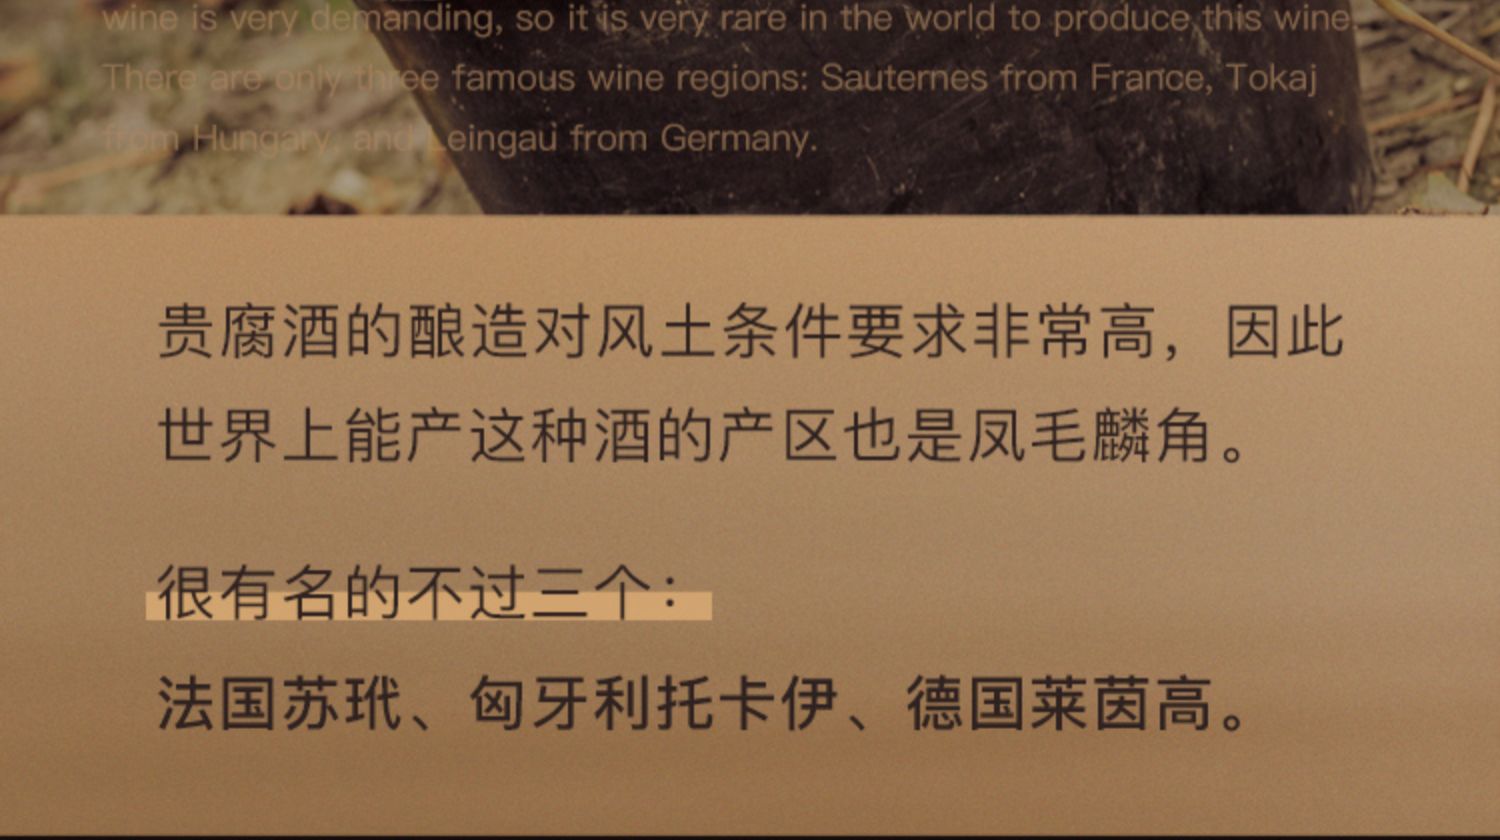 wine is very demanding, so it is very rare in the world to produce this wine.
There are only three famous wine regions: Sauternes from France, Tokaj
from Hungary, and Leingau from Germany.
贵腐酒的酿造对风土条件要求非常高，因此
世界上能产这种酒的产区也是凤毛麟角。
很有名的不过三个：
法国苏玳、匈牙利托卡伊、德国莱茵高。